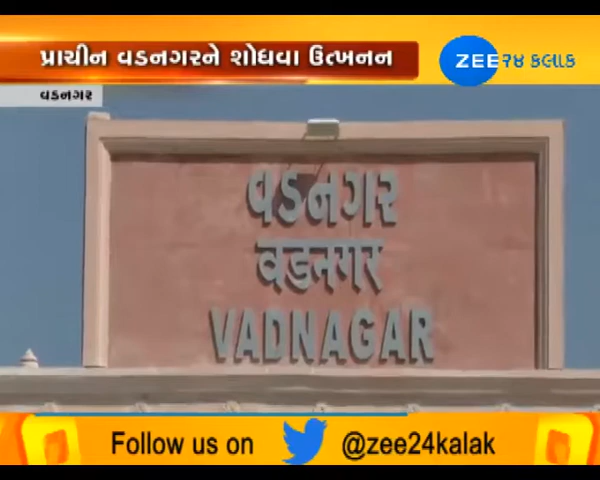 પ્રાચીન વડનગરને શોધવા ઉત્ખનન
ZEE ૨૪ કલાક
વડનગર
વડનગર
वडनगर
VADNAGAR
Follow us on @zee24kalak